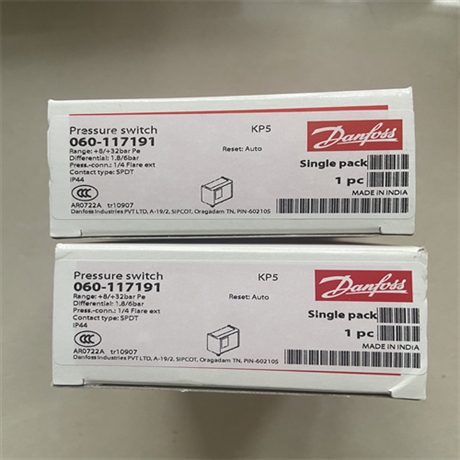 Pressure switch
KP5
060-117191
Range: +8/+32bar Pe
Reset: Auto
Differential: 1.8/6bar
Press.-conn.: 1/4 Flare ext
Contact type: SPDT
IP44
Danfoss
Single pack
1 pc
MADE IN INDIA
CCC
AR0722A tr10907
Danfoss Industries PVT LTD, A-19/2, SIPCOT, Oragadam TN, PIN-60210S
Pressure switch
KP5
060-117191
Range: +8/+32bar Pe
Reset: Auto
Differential: 1.8/6bar
Press.-conn.: 1/4 Flare ext
Contact type: SPDT
IP44
Danfoss
Single pack
1 pc
MADE IN INDIA
CCC
AR0722A tr10907
Danfoss Industries PVT LTD, A-19/2, SIPCOT, Oragadam TN, PIN-60210S